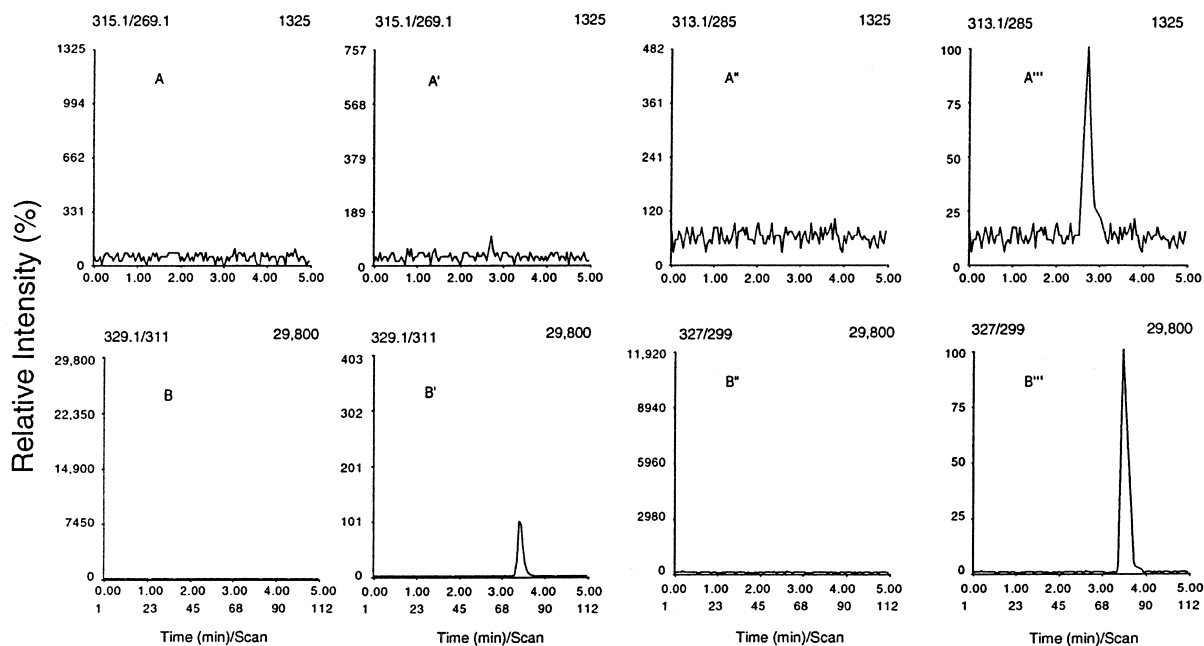 315.1/269.1 1325
1325
994
662
331
0
A
0.00 1.00 2.00 3.00 4.00 5.00
315.1/269.1 1325
757
568
379
189
0
A'
0.00 1.00 2.00 3.00 4.00 5.00
313.1/285 1325
482
361
241
120
0
A"
0.00 1.00 2.00 3.00 4.00 5.00
313.1/285 1325
100
75
50
25
0
A'"
0.00 1.00 2.00 3.00 4.00 5.00
Relative Intensity (%)
329.1/311 29,800
29,800
22,350
14,900
7450
0
B
0.00 1.00 2.00 3.00 4.00 5.00
1 23 45 68 90 112
Time (min)/Scan
329.1/311 29,800
403
302
201
101
0
B'
0.00 1.00 2.00 3.00 4.00 5.00
1 23 45 68 90 112
Time (min)/Scan
327/299 29,800
11,920
8940
5960
2980
0
B"
0.00 1.00 2.00 3.00 4.00 5.00
1 23 45 68 90 112
Time (min)/Scan
327/299 29,800
100
75
50
25
0
B'"
0.00 1.00 2.00 3.00 4.00 5.00
1 23 45 68 90 112
Time (min)/Scan